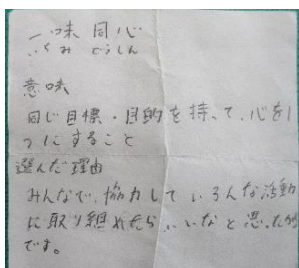 一味同心
いちみ どうしん
意味
同じ目標・目的を持って、心を1
つにすること
選んだ理由
みんなで、協力していろんな活動
に取り組めたらいいなと思ったから
です。